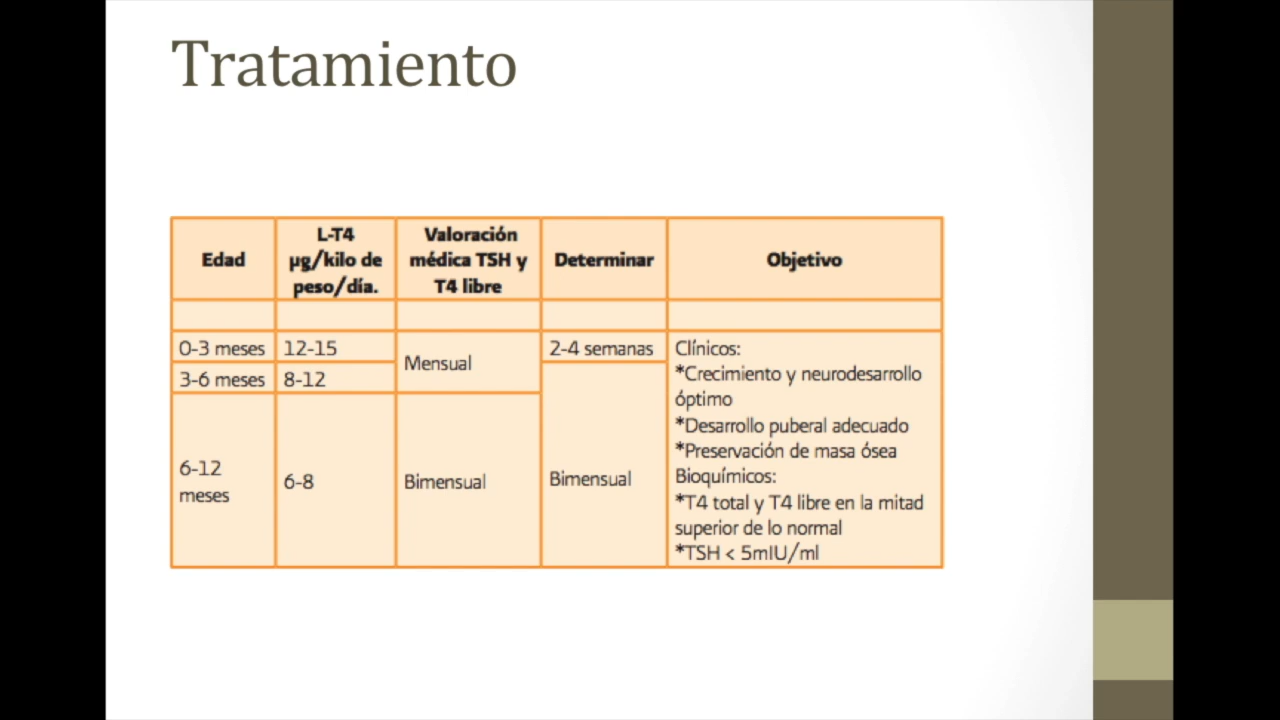 Tratamiento
Edad
L-T4
µg/kilo de
peso/día.
Valoración
médica TSH y
T4 libre
Determinar
Objetivo
0-3 meses
12-15
Mensual
2-4 semanas
3-6 meses
8-12
6-12
meses
6-8
Bimensual
Bimensual
Clínicos:
*Crecimiento y neurodesarrollo
óptimo
*Desarrollo puberal adecuado
*Preservación de masa ósea
Bioquímicos:
*T4 total y T4 libre en la mitad
superior de lo normal
*TSH < 5mIU/ml